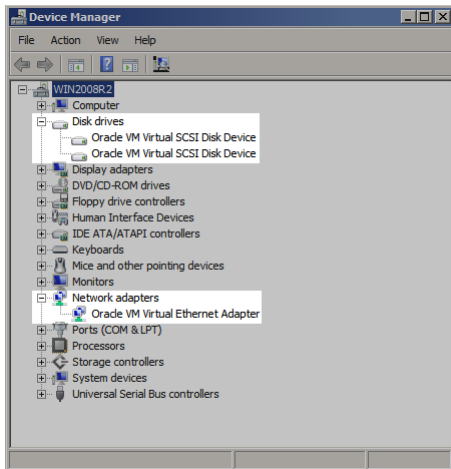 Device Manager
File Action View Help
WIN2008R2
Computer
Disk drives
Oracle VM Virtual SCSI Disk Device
Oracle VM Virtual SCSI Disk Device
Display adapters
DVD/CD-ROM drives
Floppy drive controllers
Human Interface Devices
IDE ATA/ATAPI controllers
Keyboards
Mice and other pointing devices
Monitors
Network adapters
Oracle VM Virtual Ethernet Adapter
Ports (COM & LPT)
Processors
Storage controllers
System devices
Universal Serial Bus controllers